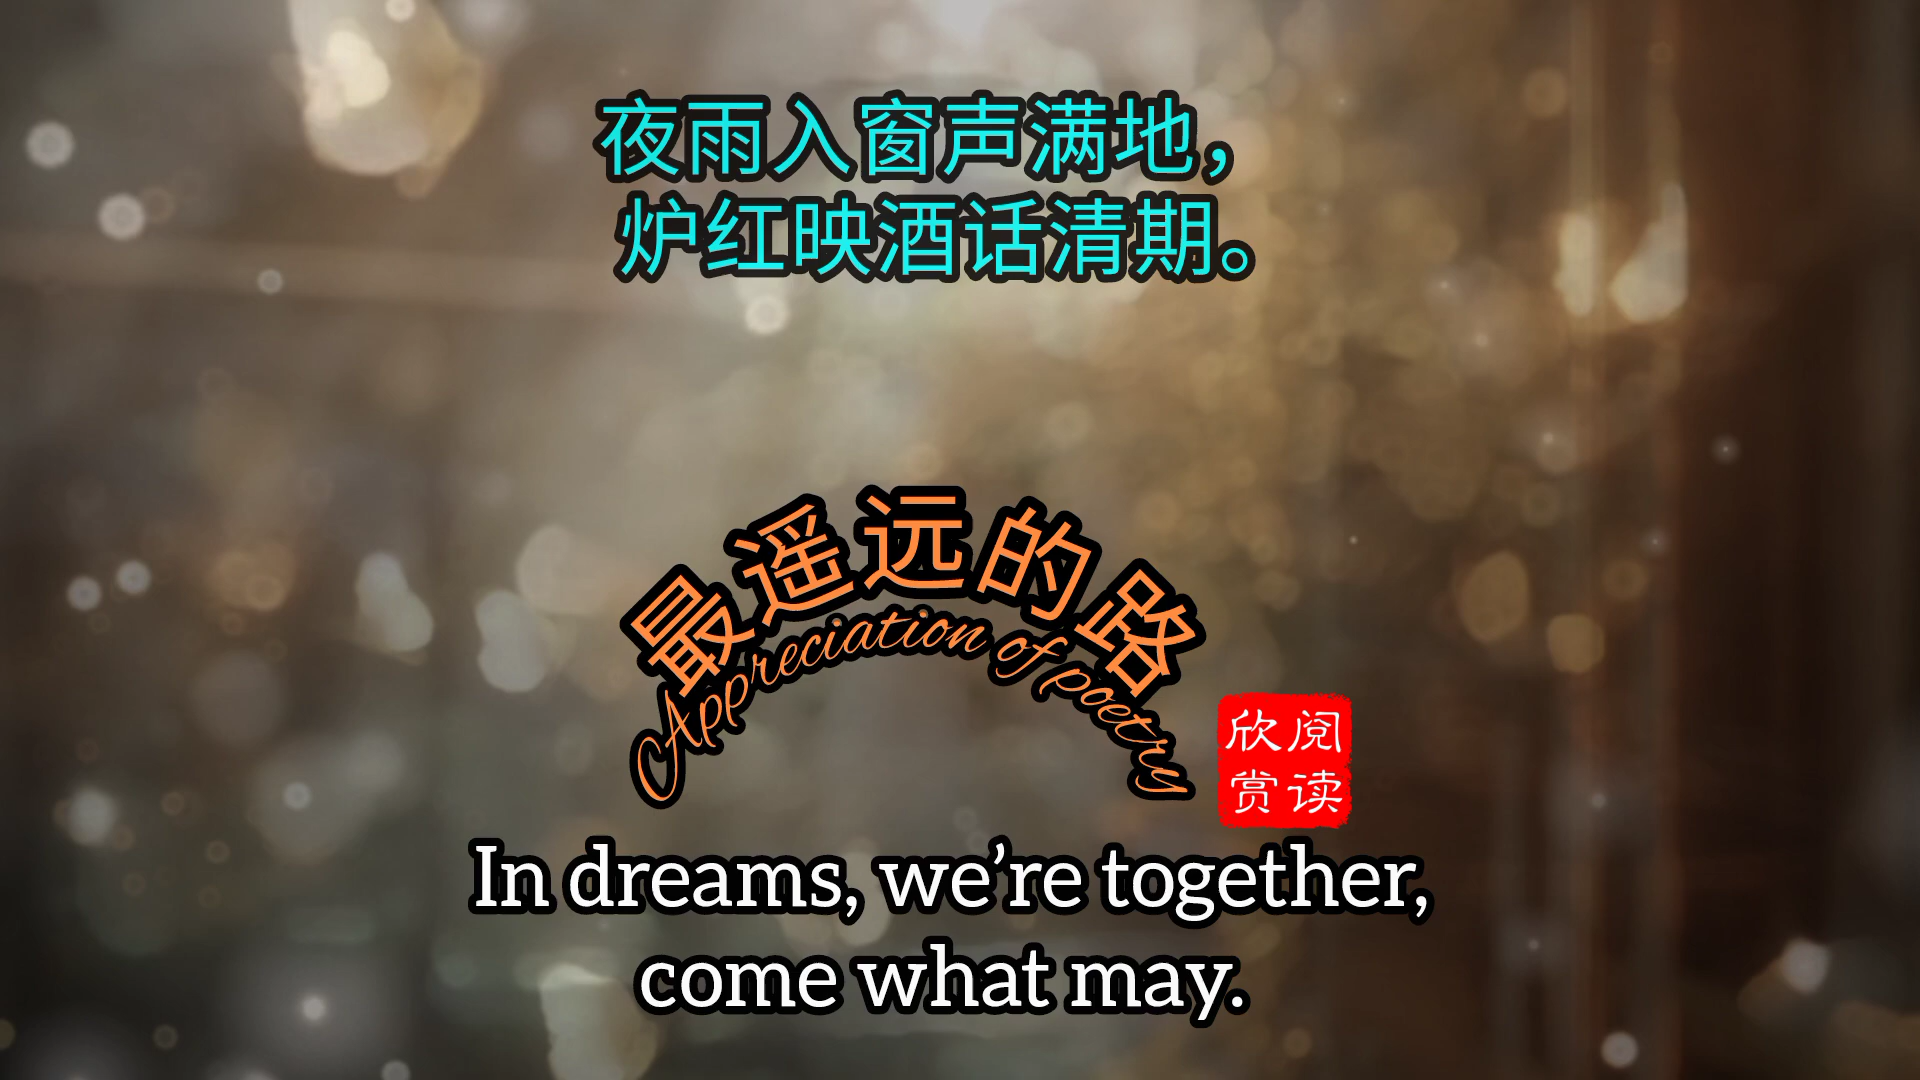 夜雨入窗声满地，
炉红映酒话清期。
最遥远的路
Appreciation of poetry
欣阅
赏读
In dreams, we’re together,
come what may.